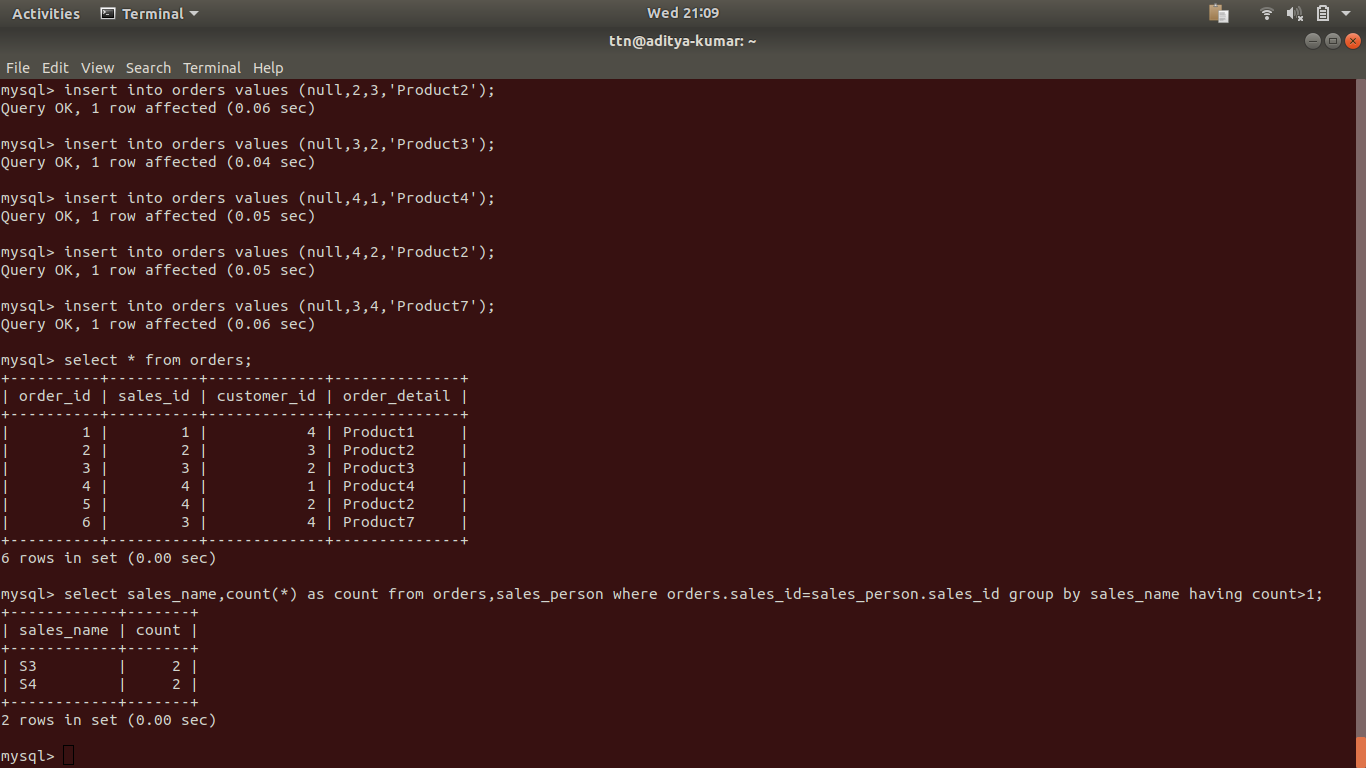 Activities Terminal Wed 21:09
ttn@aditya-kumar: ~
File Edit View Search Terminal Help
mysql> insert into orders values (null,2,3,'Product2');
Query OK, 1 row affected (0.06 sec)

mysql> insert into orders values (null,3,2,'Product3');
Query OK, 1 row affected (0.04 sec)

mysql> insert into orders values (null,4,1,'Product4');
Query OK, 1 row affected (0.05 sec)

mysql> insert into orders values (null,4,2,'Product2');
Query OK, 1 row affected (0.05 sec)

mysql> insert into orders values (null,3,4,'Product7');
Query OK, 1 row affected (0.06 sec)

mysql> select * from orders;
+----------+----------+-------------+--------------+
| order_id | sales_id | customer_id | order_detail |
+----------+----------+-------------+--------------+
|        1 |        1 |           4 | Product1     |
|        2 |        2 |           3 | Product2     |
|        3 |        3 |           2 | Product3     |
|        4 |        4 |           1 | Product4     |
|        5 |        4 |           2 | Product2     |
|        6 |        3 |           4 | Product7     |
+----------+----------+-------------+--------------+
6 rows in set (0.00 sec)

mysql> select sales_name,count(*) as count from orders,sales_person where orders.sales_id=sales_person.sales_id group by sales_name having count>1;
+------------+-------+
| sales_name | count |
+------------+-------+
| S3         |     2 |
| S4         |     2 |
+------------+-------+
2 rows in set (0.00 sec)

mysql>